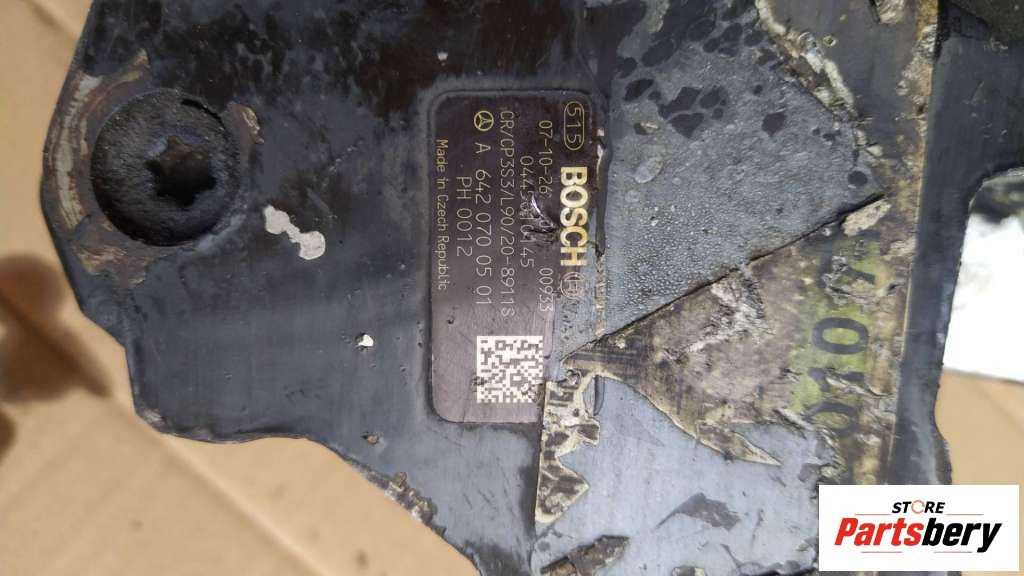 515 BOSCH
07-10-26 00933
CR/CP3S3/L90/20-8911S
A 642 070 05 01
PH 0012
Made in Czech Republic
STORE
Partsbery